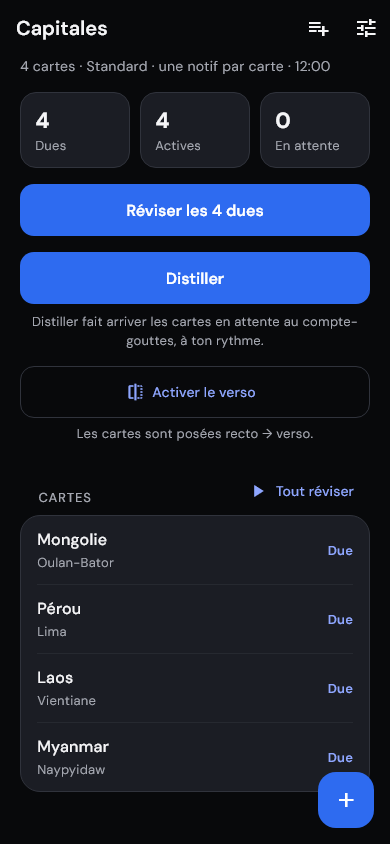 Capitales
4 cartes · Standard · une notif par carte · 12:00
4
Dues
4
Actives
0
En attente
Réviser les 4 dues
Distiller
Distiller fait arriver les cartes en attente au compte-
gouttes, à ton rythme.
Activer le verso
Les cartes sont posées recto → verso.
CARTES
Tout réviser
Mongolie
Oulan-Bator
Due
Pérou
Lima
Due
Laos
Vientiane
Due
Myanmar
Naypyidaw
Due